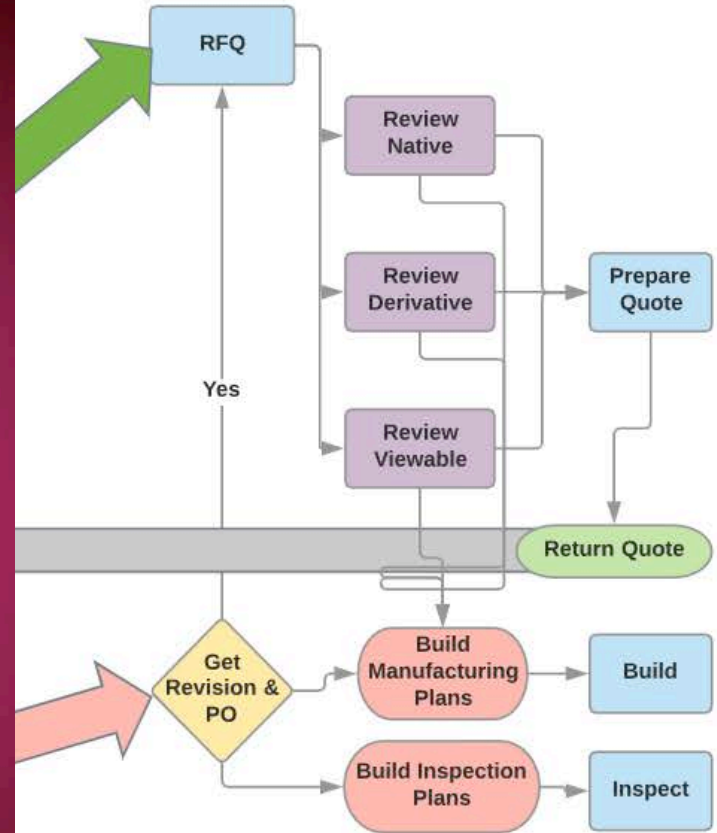 RFQ
Review
Native
Review
Derivative
Prepare
Quote
Yes
Review
Viewable
Return Quote
Get
Revision &
PO
Build
Manufacturing
Plans
Build
Build Inspection
Plans
Inspect